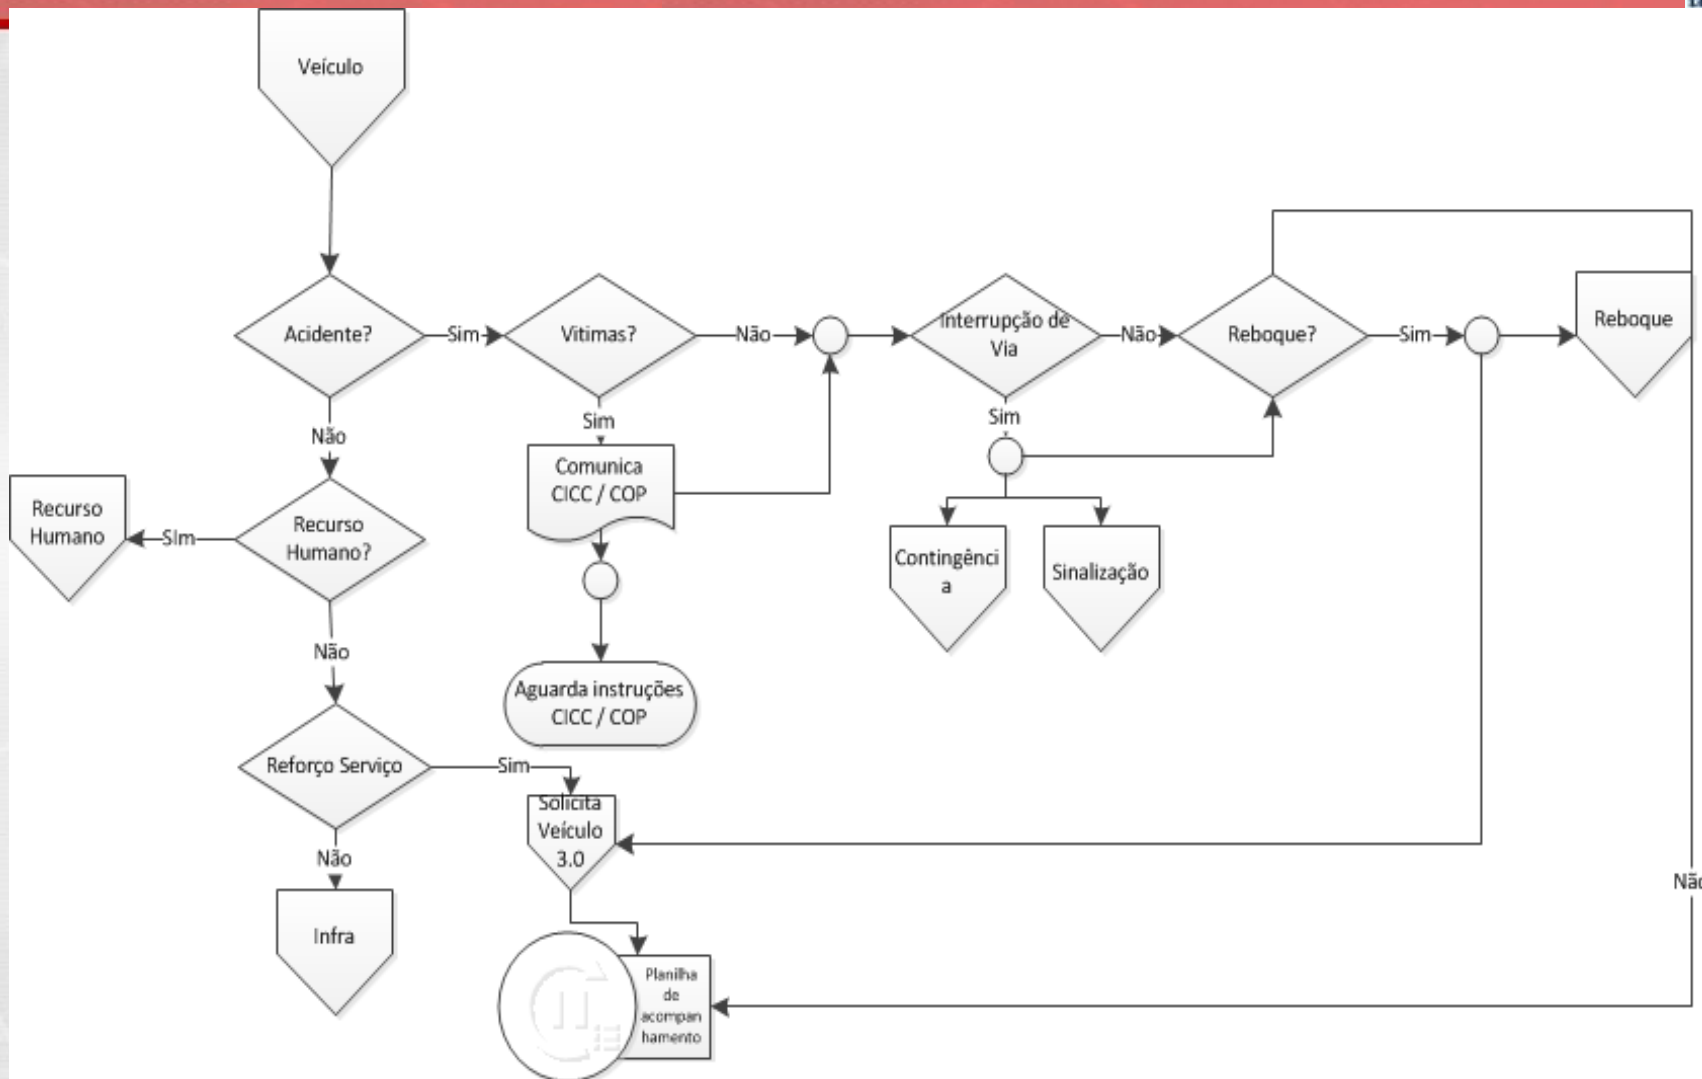 Veículo
Acidente?
Sim
Vitimas?
Não
Interrupção de
Via
Não
Reboque?
Sim
Reboque
Não
Sim
Sim
Recurso
Humano
SIm
Recurso
Humano?
Comunica
CICC / COP
Contingênci
a
Sinalização
Não
Aguarda instruções
CICC / COP
Reforço Serviço
Sim
Solicita
Veículo
3.0
Não
Não
Infra
Planilha
de
acompan
hamento